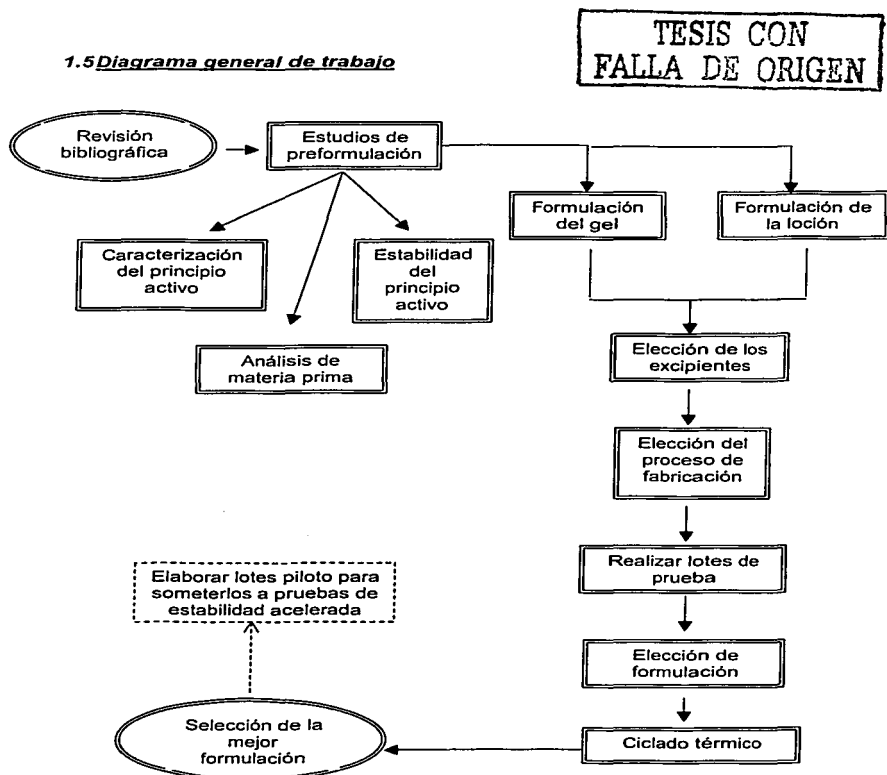 TESIS CON
FALLA DE ORIGEN
1.5 Diagrama general de trabajo
Revisión
bibliográfica
Estudios de
preformulación
Formulación
del gel
Formulación de
la loción
Caracterización
del principio
activo
Estabilidad
del
principio
activo
Análisis de
materia prima
Elección de los
excipientes
Elección del
proceso de
fabricación
Realizar lotes de
prueba
Elaborar lotes piloto para
someterlos a pruebas de
estabilidad acelerada
Elección de
formulación
Selección de la
mejor
formulación
Ciclado térmico